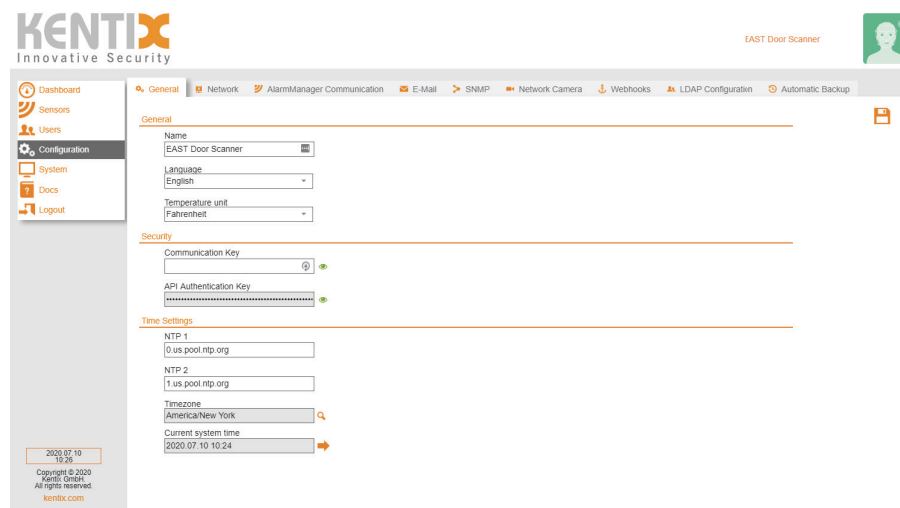 KENTIX
Innovative Security
EAST Door Scanner
Dashboard
Sensors
Users
Configuration
System
Docs
Logout
General Network AlarmManager Communication E-Mail SNMP Network Camera Webhooks LDAP Configuration Automatic Backup
General
Name
EAST Door Scanner
Language
English
Temperature unit
Fahrenheit
Security
Communication Key
API Authentication Key
Time Settings
NTP 1
0.us.pool.ntp.org
NTP 2
1.us.pool.ntp.org
Timezone
America/New York
Current system time
2020.07.10 10:24
2020.07.10
10:26
Copyright © 2020
Kentix GmbH.
All rights reserved.
kentix.com